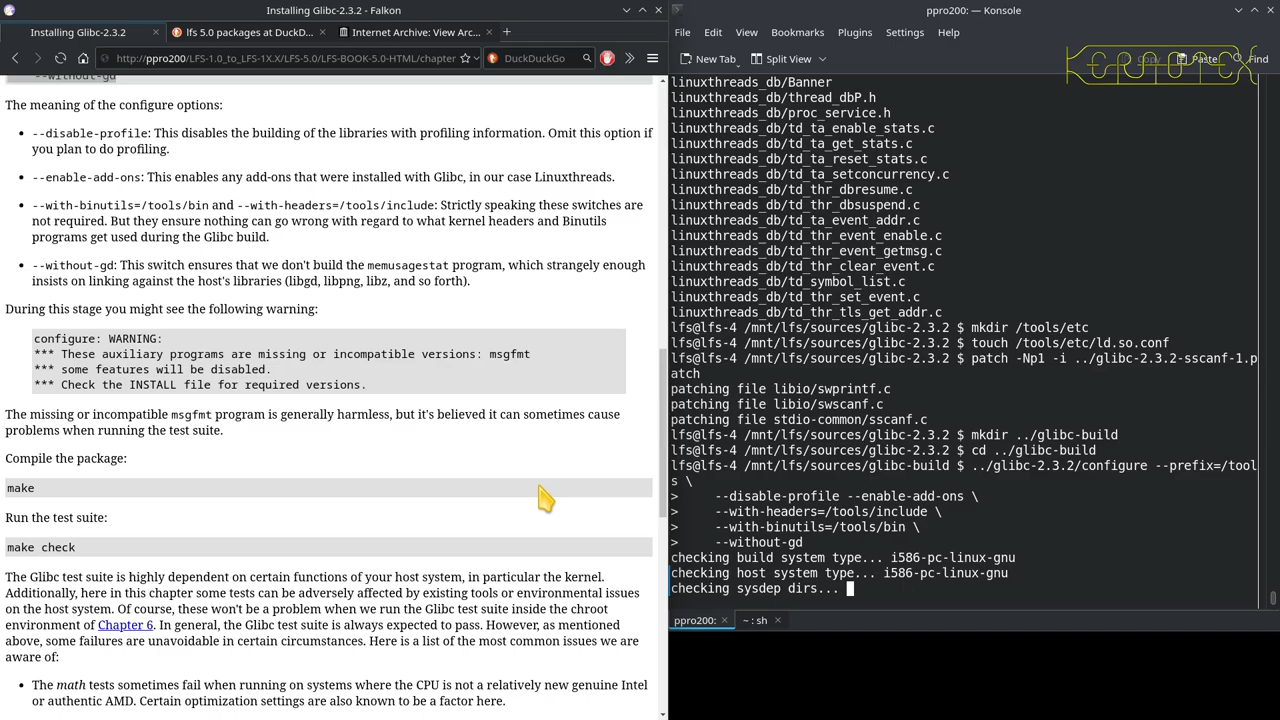 Installing Glibc-2.3.2 - Falkon
Installing Glibc-2.3.2
lfs 5.0 packages at DuckD...
Internet Archive: View Arc...
http://ppro200/LFS-1.0_to_LFS-1X.X/LFS-5.0/LFS-BOOK-5.0-HTML/chapter
DuckDuckGo
--without-gd
The meaning of the configure options:
--disable-profile: This disables the building of the libraries with profiling information. Omit this option if
you plan to do profiling.
--enable-add-ons: This enables any add-ons that were installed with Glibc, in our case Linuxthreads.
--with-binutils=/tools/bin and --with-headers=/tools/include: Strictly speaking these switches are
not required. But they ensure nothing can go wrong with regard to what kernel headers and Binutils
programs get used during the Glibc build.
--without-gd: This switch ensures that we don't build the memusagestat program, which strangely enough
insists on linking against the host's libraries (libgd, libpng, libz, and so forth).
During this stage you might see the following warning:
configure: WARNING:
*** These auxiliary programs are missing or incompatible versions: msgfmt
*** some features will be disabled.
*** Check the INSTALL file for required versions.
The missing or incompatible msgfmt program is generally harmless, but it's believed it can sometimes cause
problems when running the test suite.
Compile the package:
make
Run the test suite:
make check
The Glibc test suite is highly dependent on certain functions of your host system, in particular the kernel.
Additionally, here in this chapter some tests can be adversely affected by existing tools or environmental issues
on the host system. Of course, these won't be a problem when we run the Glibc test suite inside the chroot
environment of Chapter 6. In general, the Glibc test suite is always expected to pass. However, as mentioned
above, some failures are unavoidable in certain circumstances. Here is a list of the most common issues we are
aware of:
The math tests sometimes fail when running on systems where the CPU is not a relatively new genuine Intel
or authentic AMD. Certain optimization settings are also known to be a factor here.
ppro200: — Konsole
File Edit View Bookmarks Plugins Settings Help
New Tab Split View Copy Paste Find
linuxthreads_db/Banner
linuxthreads_db/thread_dbP.h
linuxthreads_db/proc_service.h
linuxthreads_db/td_ta_enable_stats.c
linuxthreads_db/td_ta_get_stats.c
linuxthreads_db/td_ta_reset_stats.c
linuxthreads_db/td_ta_setconcurrency.c
linuxthreads_db/td_thr_dbresume.c
linuxthreads_db/td_thr_dbsuspend.c
linuxthreads_db/td_ta_event_addr.c
linuxthreads_db/td_thr_event_enable.c
linuxthreads_db/td_thr_event_getmsg.c
linuxthreads_db/td_thr_clear_event.c
linuxthreads_db/td_symbol_list.c
linuxthreads_db/td_thr_set_event.c
linuxthreads_db/td_thr_tls_get_addr.c
lfs@lfs-4 /mnt/lfs/sources/glibc-2.3.2 $ mkdir /tools/etc
lfs@lfs-4 /mnt/lfs/sources/glibc-2.3.2 $ touch /tools/etc/ld.so.conf
lfs@lfs-4 /mnt/lfs/sources/glibc-2.3.2 $ patch -Np1 -i ../glibc-2.3.2-sscanf-1.p
atch
patching file libio/swprintf.c
patching file libio/swscanf.c
patching file stdio-common/sscanf.c
lfs@lfs-4 /mnt/lfs/sources/glibc-2.3.2 $ mkdir ../glibc-build
lfs@lfs-4 /mnt/lfs/sources/glibc-2.3.2 $ cd ../glibc-build
lfs@lfs-4 /mnt/lfs/sources/glibc-build $ ../glibc-2.3.2/configure --prefix=/tool
s \
> --disable-profile --enable-add-ons \
> --with-headers=/tools/include \
> --with-binutils=/tools/bin \
> --without-gd
checking build system type... i586-pc-linux-gnu
checking host system type... i586-pc-linux-gnu
checking sysdep dirs...
ppro200:
~ : sh